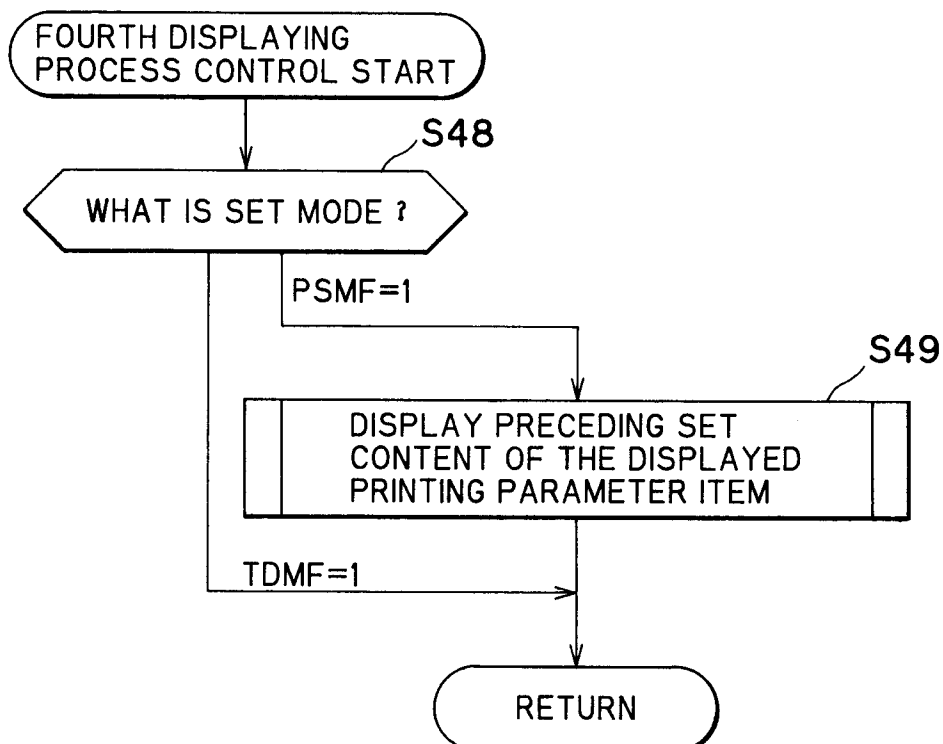 FOURTH DISPLAYING
PROCESS CONTROL START
S48
WHAT IS SET MODE ?
PSMF=1
S49
DISPLAY PRECEDING SET
CONTENT OF THE DISPLAYED
PRINTING PARAMETER ITEM
TDMF=1
RETURN